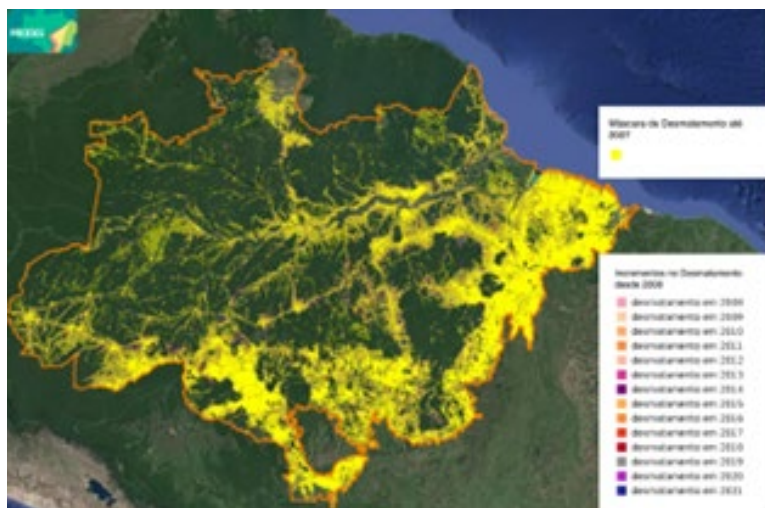 PRODES
Máscara de Desmatamento até
2007
Incrementos no Desmatamento
desde 2008
desmatamento em 2008
desmatamento em 2009
desmatamento em 2010
desmatamento em 2011
desmatamento em 2012
desmatamento em 2013
desmatamento em 2014
desmatamento em 2015
desmatamento em 2016
desmatamento em 2017
desmatamento em 2018
desmatamento em 2019
desmatamento em 2020
desmatamento em 2021